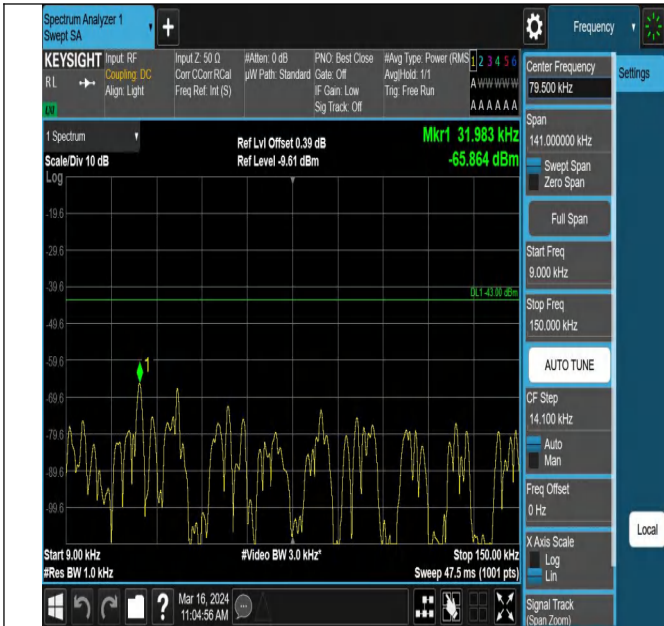 Spectrum Analyzer 1
Swept SA
Frequency
KEYSIGHT
RL
LXI
Input: RF
Coupling: DC
Align: Light
Input Z: 50 Ω
Corr CCorr RCal
Freq Ref: Int (S)
#Atten: 0 dB
µW Path: Standard
PNO: Best Close
Gate: Off
IF Gain: Low
Sig Track: Off
#Avg Type: Power (RMS
Avg|Hold: 1/1
Trig: Free Run
1 2 3 4 5 6
A W W W W W
A A A A A A
Center Frequency
79.500 kHz
Settings
Span
141.000000 kHz
Swept Span
Zero Span
Full Span
Start Freq
9.000 kHz
Stop Freq
150.000 kHz
AUTO TUNE
CF Step
14.100 kHz
Auto
Man
Freq Offset
0 Hz
X Axis Scale
Log
Lin
Signal Track
(Span Zoom)
Local
1 Spectrum
Scale/Div 10 dB
Log
Ref Lvl Offset 0.39 dB
Ref Level -9.61 dBm
Mkr1 31.983 kHz
-65.864 dBm
-19.6
-29.6
-39.6
DL1 -43.00 dBm
-49.6
-59.6
1
-69.6
-79.6
-89.6
-99.6
Start 9.00 kHz
#Video BW 3.0 kHz*
Stop 150.00 kHz
#Res BW 1.0 kHz
Sweep 47.5 ms (1001 pts)
Mar 16, 2024
11:04:56 AM